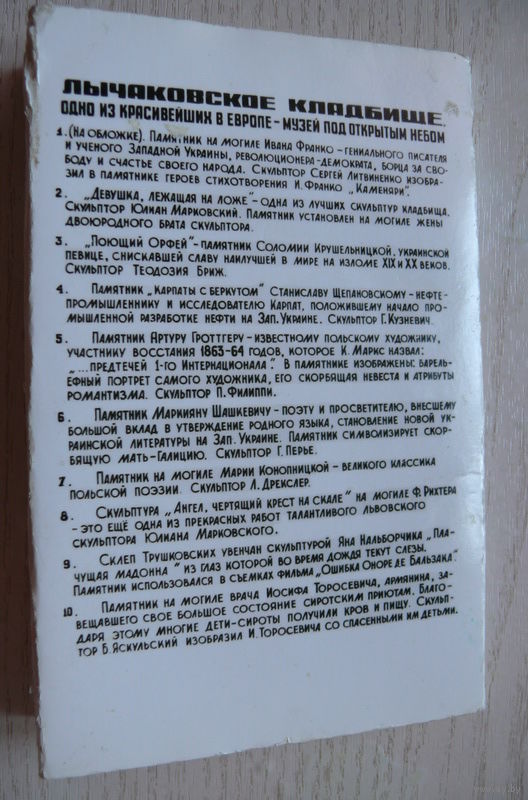 ЛЫЧАКОВСКОЕ КЛАДБИЩЕ,
ОДНО ИЗ КРАСИВЕЙШИХ В ЕВРОПЕ – МУЗЕЙ ПОД ОТКРЫТЫМ НЕБОМ
1. (НА ОБЛОЖКЕ). ПАМЯТНИК НА МОГИЛЕ ИВАНА ФРАНКО – ГЕНИАЛЬНОГО ПИСАТЕЛЯ
И УЧЕНОГО ЗАПАДНОЙ УКРАИНЫ, РЕВОЛЮЦИОНЕРА-ДЕМОКРАТА, БОРЦА ЗА СВО-
БОДУ И СЧАСТЬЕ СВОЕГО НАРОДА. СКУЛЬПТОР СЕРГЕЙ ЛИТВИНЕНКО ИЗОБРА-
ЗИЛ В ПАМЯТНИКЕ ГЕРОЕВ СТИХОТВОРЕНИЯ И. ФРАНКО „КАМЕНЯРИ".
2. „ДЕВУШКА, ЛЕЖАЩАЯ НА ЛОЖЕ" – ОДНА ИЗ ЛУЧШИХ СКУЛЬПТУР КЛАДБИЩА.
СКУЛЬПТОР ЮЛИАН МАРКОВСКИЙ. ПАМЯТНИК УСТАНОВЛЕН НА МОГИЛЕ ЖЕНЫ
ДВОЮРОДНОГО БРАТА СКУЛЬПТОРА.
3. „ПОЮЩИЙ ОРФЕЙ" – ПАМЯТНИК СОЛОМИИ КРУШЕЛЬНИЦКОЙ, УКРАИНСКОЙ
ПЕВИЦЕ, СНИСКАВШЕЙ СЛАВУ НАИЛУЧШЕЙ В МИРЕ НА ИЗЛОМЕ XIX И XX ВЕКОВ.
СКУЛЬПТОР ТЕОДОЗИЯ БРИЖ.
4. ПАМЯТНИК „КАРПАТЫ С БЕРКУТОМ" СТАНИСЛАВУ ЩЕПАНОВСКОМУ – НЕФТЕ-
ПРОМЫШЛЕННИКУ И ИССЛЕДОВАТЕЛЮ КАРПАТ, ПОЛОЖИВШЕМУ НАЧАЛО ПРО-
МЫШЛЕННОЙ РАЗРАБОТКЕ НЕФТИ НА ЗАП. УКРАИНЕ. СКУЛЬПТОР Г. КУЗНЕВИЧ.
5. ПАМЯТНИК АРТУРУ ГРОТТГЕРУ – ИЗВЕСТНОМУ ПОЛЬСКОМУ ХУДОЖНИКУ,
УЧАСТНИКУ ВОССТАНИЯ 1863-64 ГОДОВ, КОТОРОЕ К. МАРКС НАЗВАЛ:
„...ПРЕДТЕЧЕЙ 1-ГО ИНТЕРНАЦИОНАЛА". В ПАМЯТНИКЕ ИЗОБРАЖЕНЫ: БАРЕЛЬ-
ЕФНЫЙ ПОРТРЕТ САМОГО ХУДОЖНИКА, ЕГО СКОРБЯЩАЯ НЕВЕСТА И АТРИБУТЫ
РОМАНТИЗМА. СКУЛЬПТОР П. ФИЛИППИ.
6. ПАМЯТНИК МАРКИЯНУ ШАШКЕВИЧУ – ПОЭТУ И ПРОСВЕТИТЕЛЮ, ВНЕСШЕМУ
БОЛЬШОЙ ВКЛАД В УТВЕРЖДЕНИЕ РОДНОГО ЯЗЫКА, СТАНОВЛЕНИЕ НОВОЙ УК-
РАИНСКОЙ ЛИТЕРАТУРЫ НА ЗАП. УКРАИНЕ. ПАМЯТНИК СИМВОЛИЗИРУЕТ СКОР-
БЯЩУЮ МАТЬ-ГАЛИЦИЮ. СКУЛЬПТОР Г. ПЕРЬЕ.
7. ПАМЯТНИК НА МОГИЛЕ МАРИИ КОНОПНИЦКОЙ – ВЕЛИКОГО КЛАССИКА
ПОЛЬСКОЙ ПОЭЗИИ. СКУЛЬПТОР Л. ДРЕКСЛЕР.
8. СКУЛЬПТУРА „АНГЕЛ, ЧЕРТЯЩИЙ КРЕСТ НА СКАЛЕ" НА МОГИЛЕ Ф. РИХТЕРА
– ЭТО ЕЩЁ ОДНА ИЗ ПРЕКРАСНЫХ РАБОТ ТАЛАНТЛИВОГО ЛЬВОВСКОГО
СКУЛЬПТОРА ЮЛИАНА МАРКОВСКОГО.
9. СКЛЕП ТРУШКОВСКИХ УВЕНЧАН СКУЛЬПТУРОЙ ЯНА НАЛЬБОРЧИКА „ПЛА-
ЧУЩАЯ МАДОННА" ИЗ ГЛАЗ КОТОРОЙ ВО ВРЕМЯ ДОЖДЯ ТЕКУТ СЛЕЗЫ.
ПАМЯТНИК ИСПОЛЬЗОВАЛСЯ В СЪЕМКАХ ФИЛЬМА „ОШИБКА ОНОРЕ ДЕ БАЛЬЗАКА".
10. ПАМЯТНИК НА МОГИЛЕ ВРАЧА ИОСИФА ТОРОСЕВИЧА, АРМЯНИНА, ЗА-
ВЕЩАВШЕГО СВОЕ БОЛЬШОЕ СОСТОЯНИЕ СИРОТСКИМ ПРИЮТАМ. БЛАГО-
ДАРЯ ЭТОМУ МНОГИЕ ДЕТИ-СИРОТЫ ПОЛУЧИЛИ КРОВ И ПИЩУ. СКУЛЬП-
ТОР Б. ЯСКУЛЬСКИЙ ИЗОБРАЗИЛ И. ТОРОСЕВИЧА СО СПАСЕННЫМИ ИМ ДЕТЬМИ.